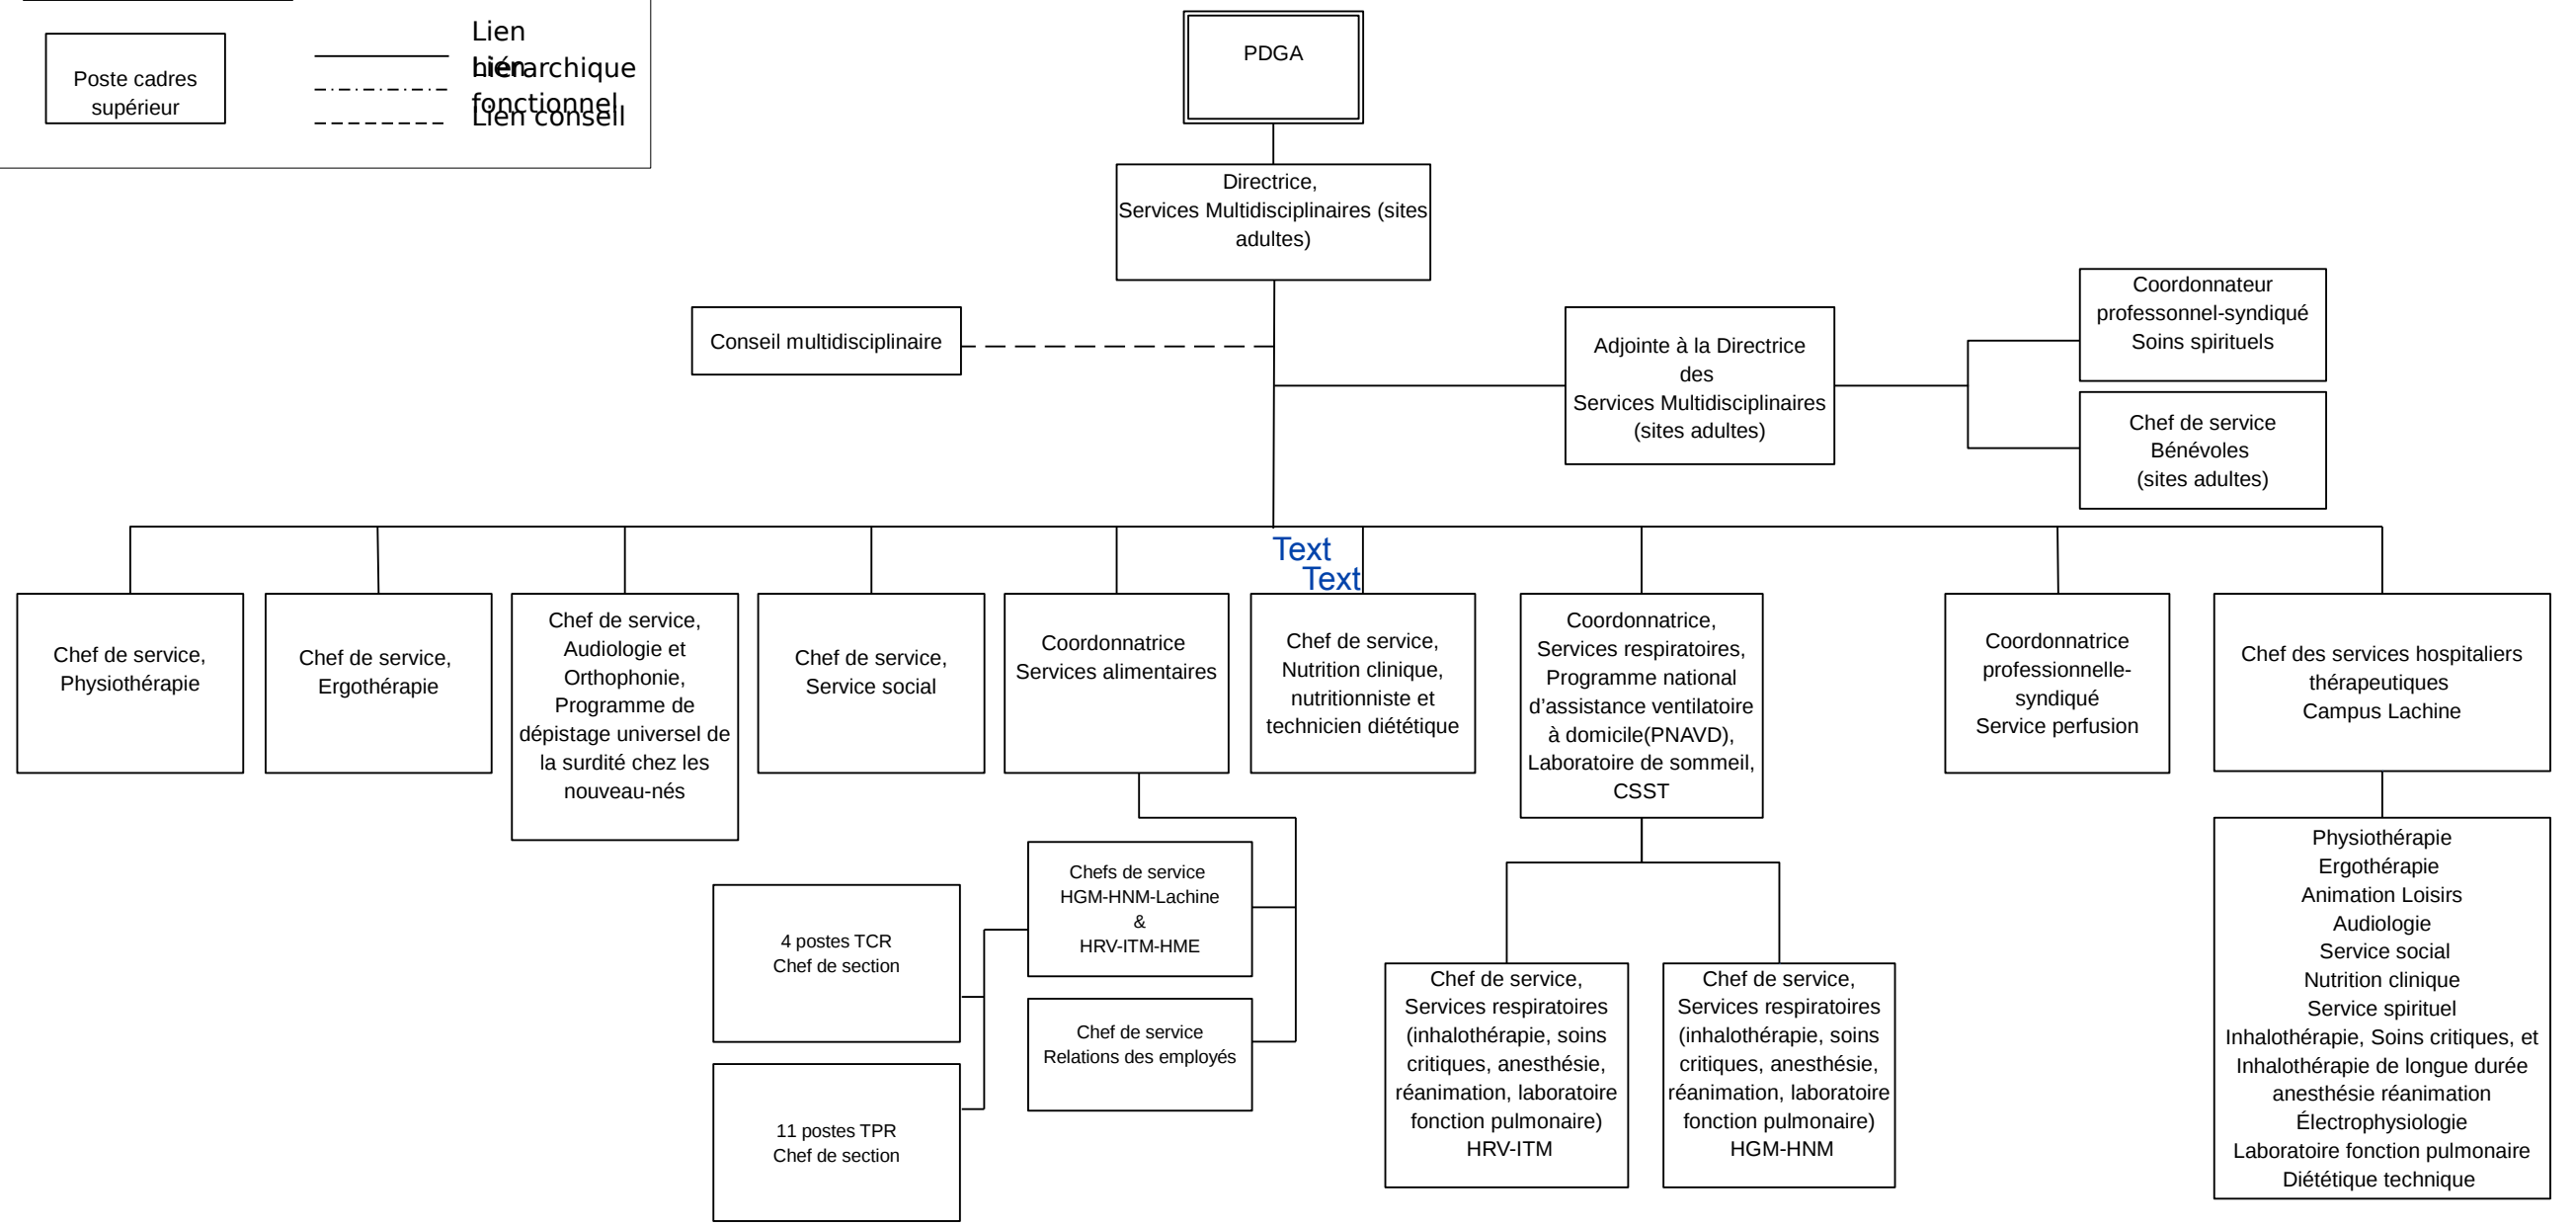 Poste cadres
supérieur
Lien
hiérarchique
Lien
fonctionnel
Lien conseil
PDGA
Directrice,
Services Multidisciplinaires (sites
adultes)
Conseil multidisciplinaire
Adjointe à la Directrice
des
Services Multidisciplinaires
(sites adultes)
Coordonnateur
professonnel-syndiqué
Soins spirituels
Chef de service
Bénévoles
(sites adultes)
Text
Text
Chef de service,
Physiothérapie
Chef de service,
Ergothérapie
Chef de service,
Audiologie et
Orthophonie,
Programme de
dépistage universel de
la surdité chez les
nouveau-nés
Chef de service,
Service social
Coordonnatrice
Services alimentaires
Chef de service,
Nutrition clinique,
nutritionniste et
technicien diététique
Coordonnatrice,
Services respiratoires,
Programme national
d’assistance ventilatoire
à domicile(PNAVD),
Laboratoire de sommeil,
CSST
Coordonnatrice
professionnelle-
syndiqué
Service perfusion
Chef des services hospitaliers
thérapeutiques
Campus Lachine
Chefs de service
HGM-HNM-Lachine
&
HRV-ITM-HME
4 postes TCR
Chef de section
Chef de service
Relations des employés
11 postes TPR
Chef de section
Chef de service,
Services respiratoires
(inhalothérapie, soins
critiques, anesthésie,
réanimation, laboratoire
fonction pulmonaire)
HRV-ITM
Chef de service,
Services respiratoires
(inhalothérapie, soins
critiques, anesthésie,
réanimation, laboratoire
fonction pulmonaire)
HGM-HNM
Physiothérapie
Ergothérapie
Animation Loisirs
Audiologie
Service social
Nutrition clinique
Service spirituel
Inhalothérapie, Soins critiques, et
Inhalothérapie de longue durée
anesthésie réanimation
Électrophysiologie
Laboratoire fonction pulmonaire
Diététique technique